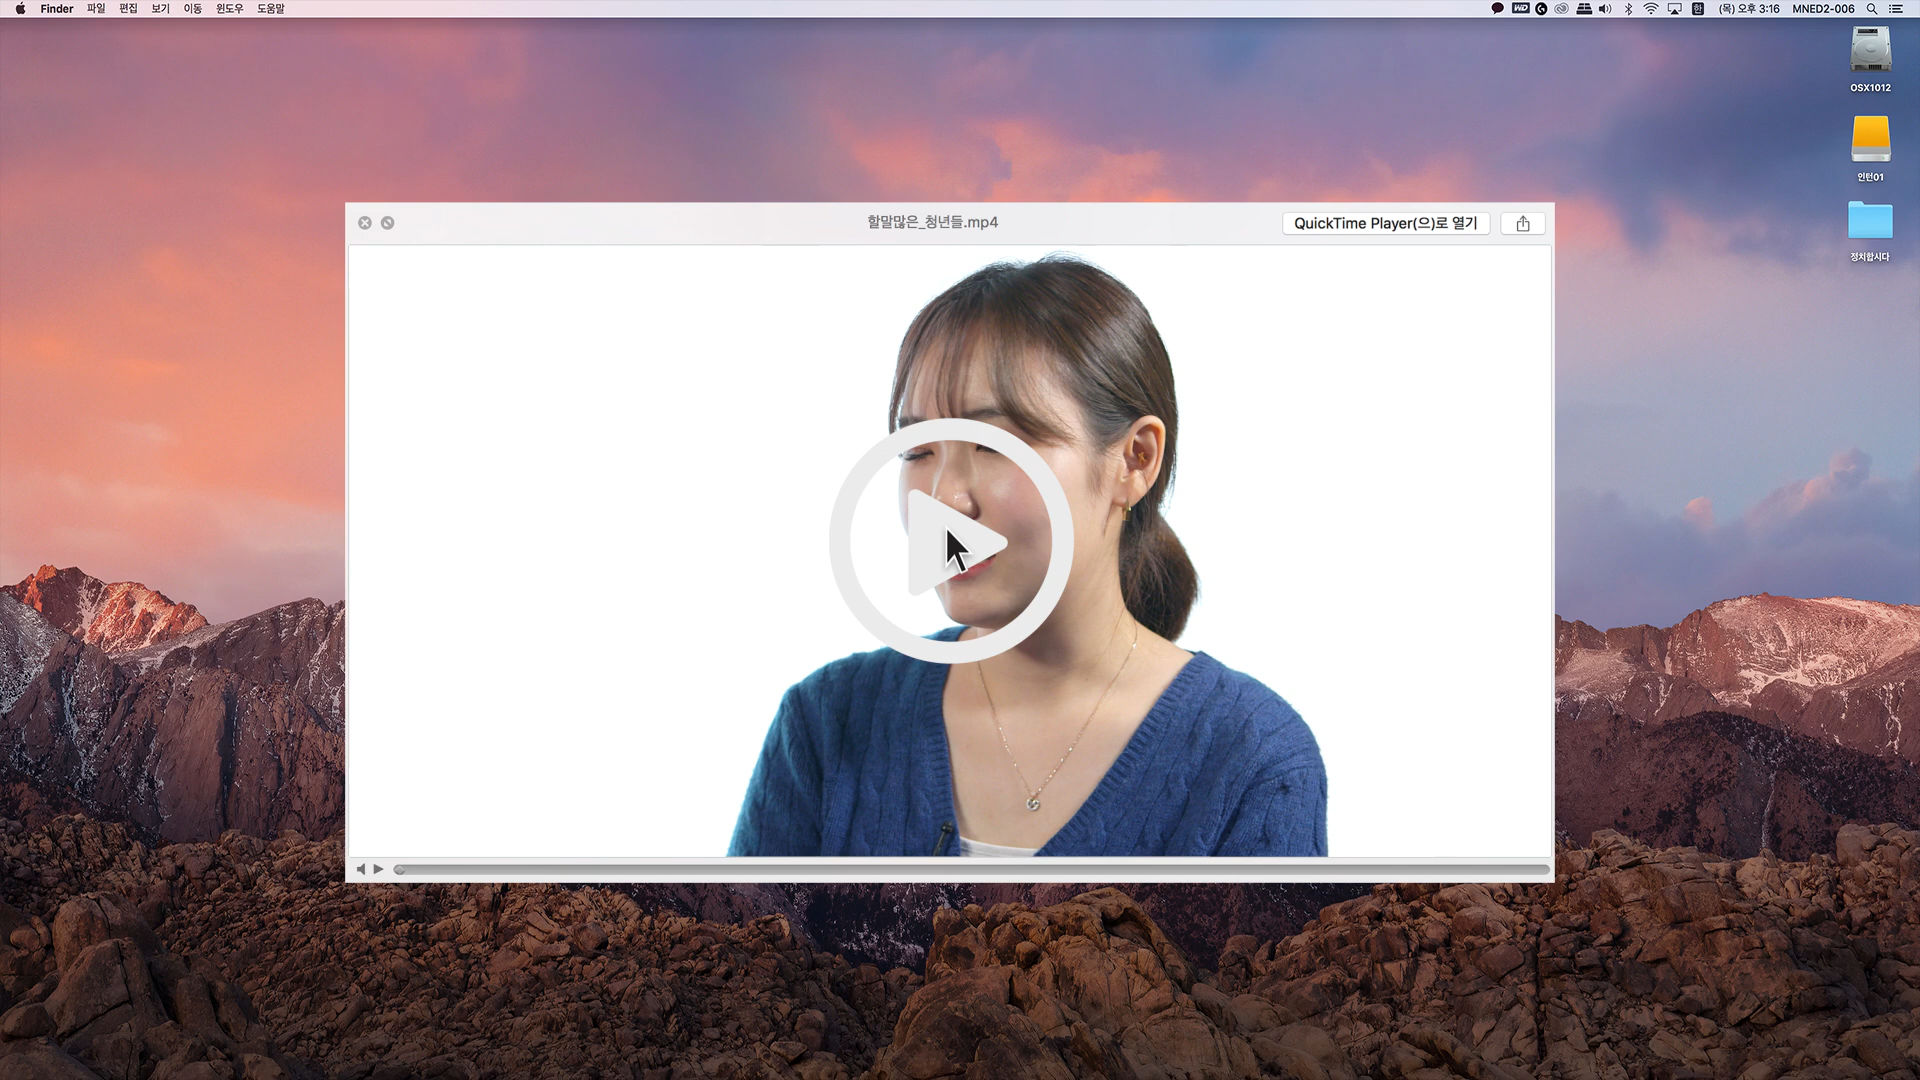 Finder 파일 편집 보기 이동 윈도우 도움말
WD 한 (목) 오후 3:16 MNED2-006
OSX1012
인턴01
정치합시다
할말많은_청년들.mp4
QuickTime Player(으)로 열기